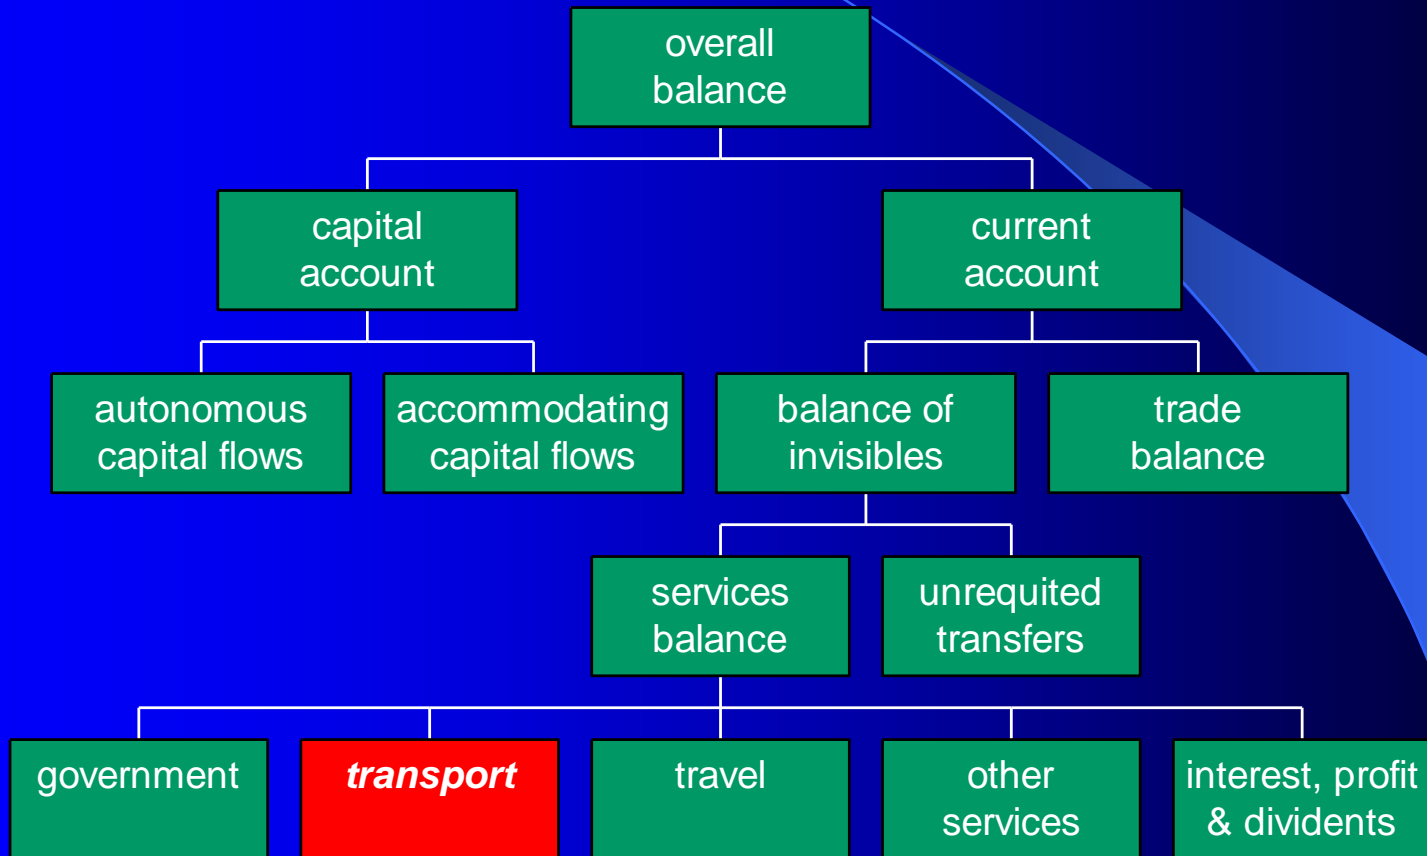 overall
balance
capital
account
current
account
autonomous
capital flows
accommodating
capital flows
balance of
invisibles
trade
balance
services
balance
unrequited
transfers
government
transport
travel
other
services
interest, profit
& dividents